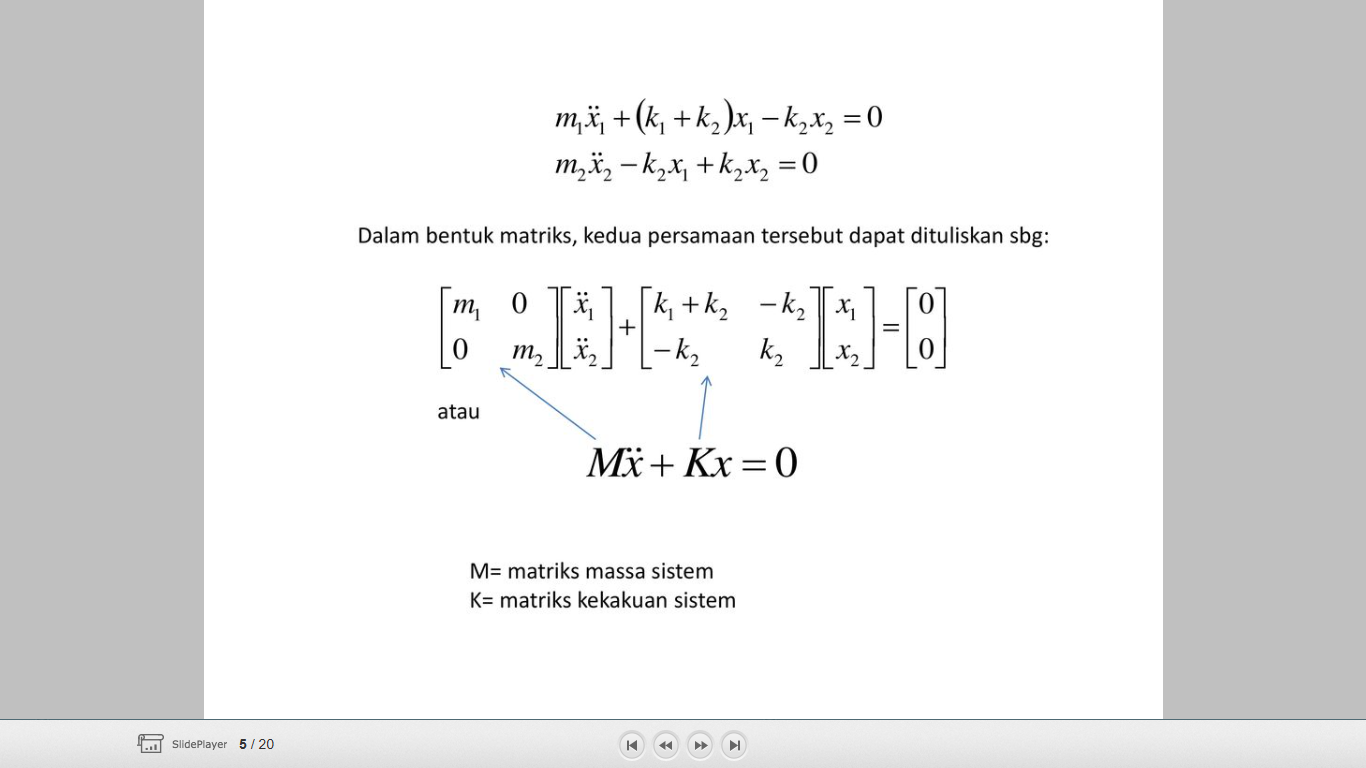 m₁ẍ₁ + (k₁ + k₂)x₁ − k₂x₂ = 0
m₂ẍ₂ − k₂x₁ + k₂x₂ = 0
Dalam bentuk matriks, kedua persamaan tersebut dapat dituliskan sbg:
[m₁ 0; 0 m₂][ẍ₁; ẍ₂] + [k₁ + k₂ −k₂; −k₂ k₂][x₁; x₂] = [0; 0]
atau
Mẍ + Kx = 0
M= matriks massa sistem
K= matriks kekakuan sistem
SlidePlayer 5 / 20